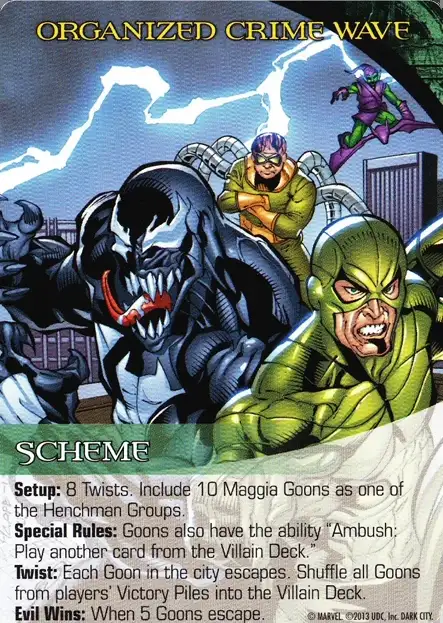 ORGANIZED CRIME WAVE
SCHEME
Setup: 8 Twists. Include 10 Maggia Goons as one of
the Henchman Groups.
Special Rules: Goons also have the ability “Ambush:
Play another card from the Villain Deck.”
Twist: Each Goon in the city escapes. Shuffle all Goons
from players’ Victory Piles into the Villain Deck.
Evil Wins: When 5 Goons escape.
© MARVEL. ©2013 UDC, Inc. DARK CITY.